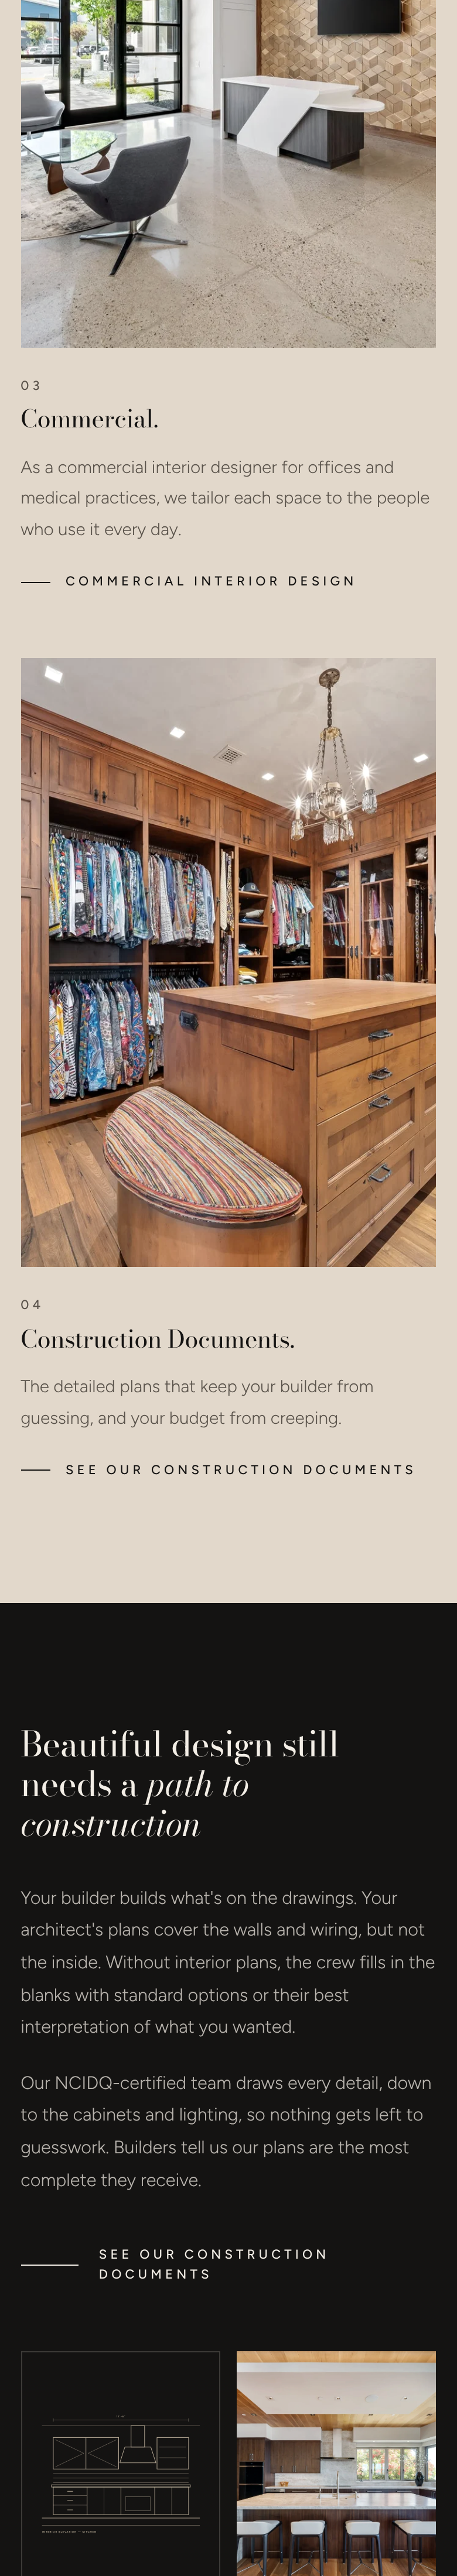 03
Commercial.
As a commercial interior designer for offices and
medical practices, we tailor each space to the people
who use it every day.
COMMERCIAL INTERIOR DESIGN
04
Construction Documents.
The detailed plans that keep your builder from
guessing, and your budget from creeping.
SEE OUR CONSTRUCTION DOCUMENTS
Beautiful design still
needs a path to
construction
Your builder builds what's on the drawings. Your
architect's plans cover the walls and wiring, but not
the inside. Without interior plans, the crew fills in the
blanks with standard options or their best
interpretation of what you wanted.
Our NCIDQ-certified team draws every detail, down
to the cabinets and lighting, so nothing gets left to
guesswork. Builders tell us our plans are the most
complete they receive.
SEE OUR CONSTRUCTION
DOCUMENTS